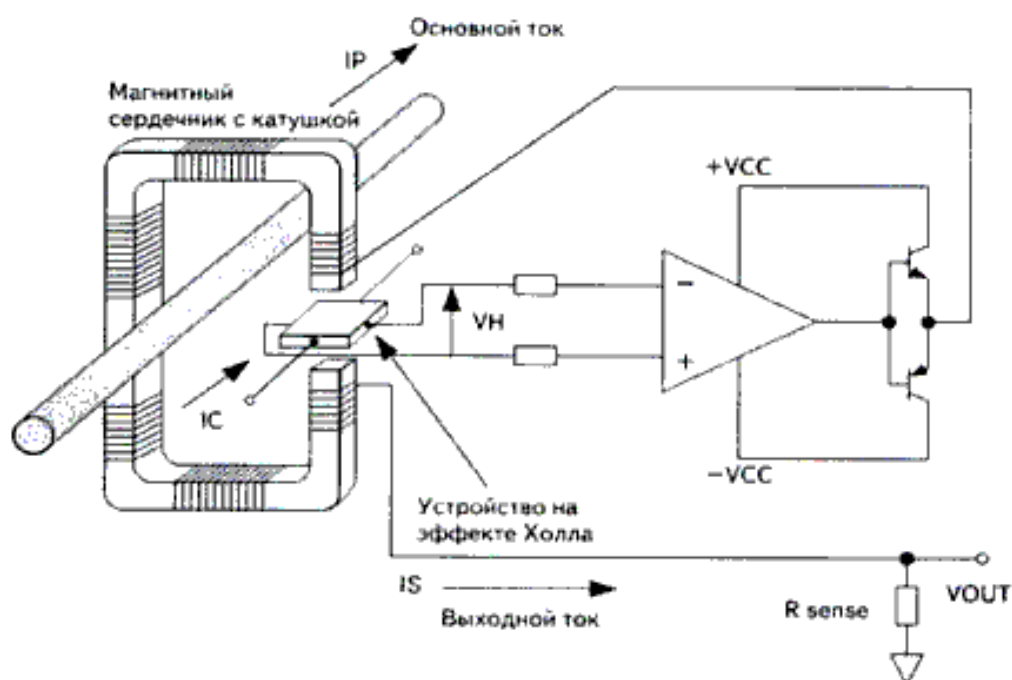 Основной ток
IP
Магнитный
сердечник с катушкой
+VCC
−
VH
+
IC
−VCC
Устройство на
эффекте Холла
IS
Выходной ток
R sense
VOUT